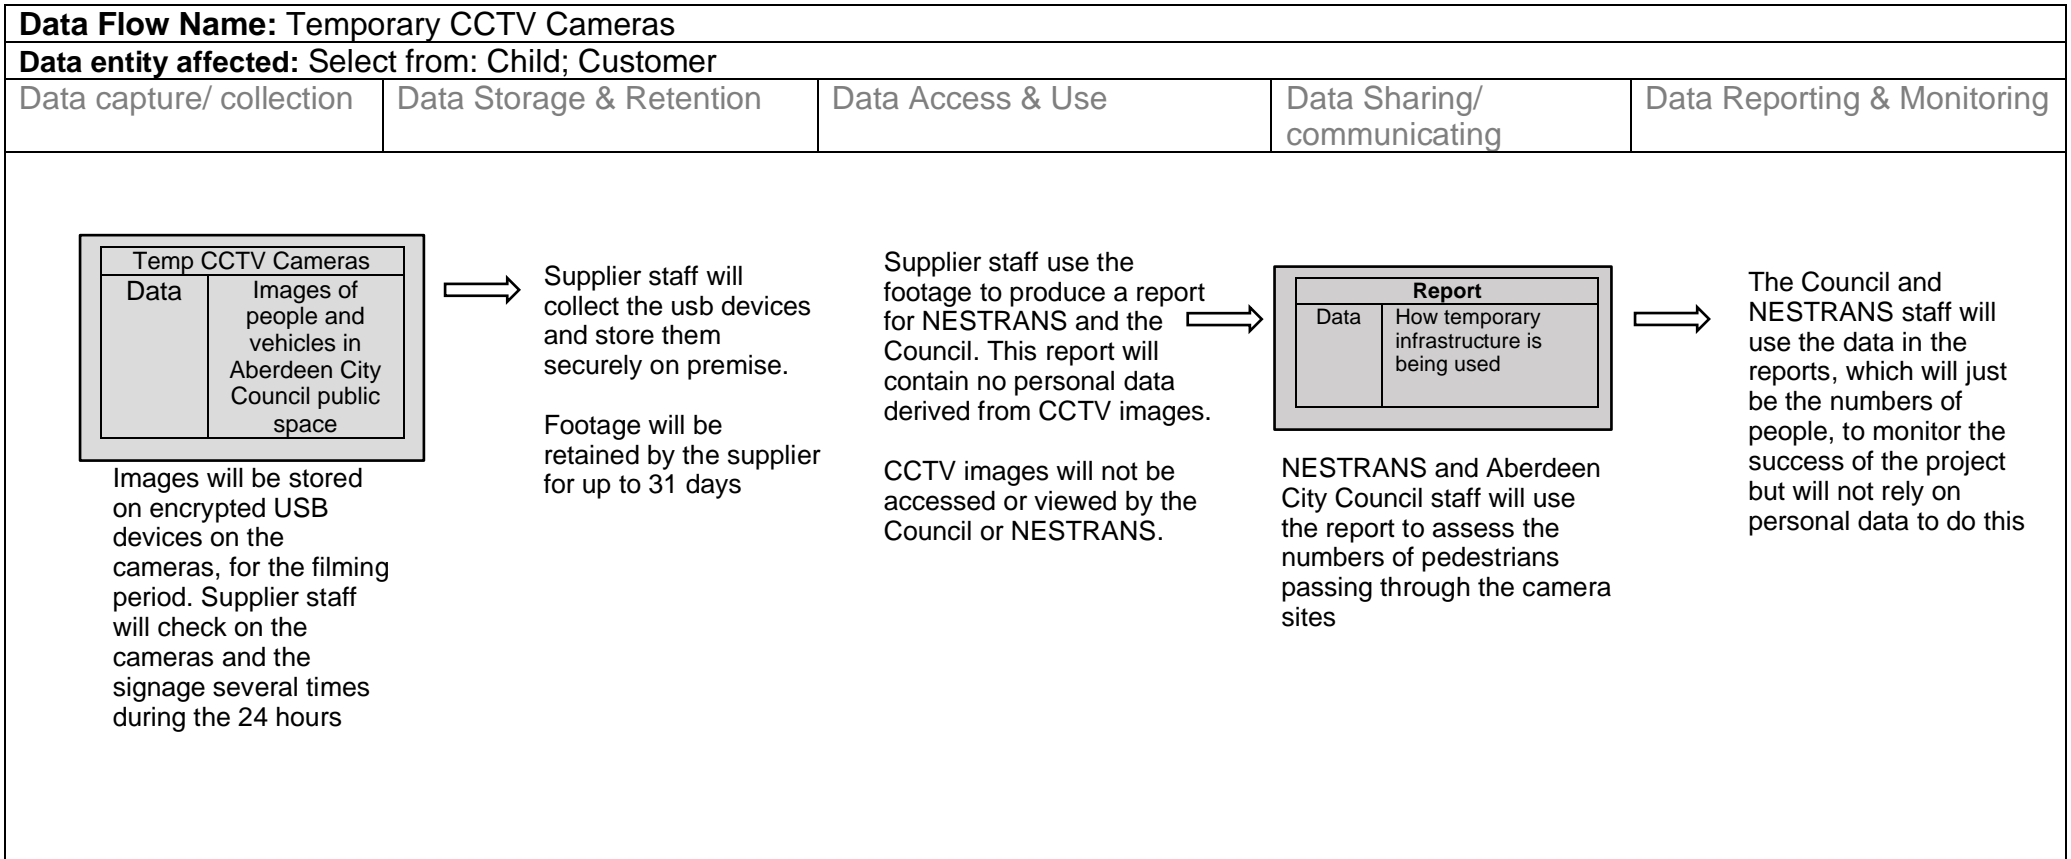 Data Flow Name: Temporary CCTV Cameras
Data entity affected: Select from: Child; Customer
Data capture/ collection
Data Storage & Retention
Data Access & Use
Data Sharing/
communicating
Data Reporting & Monitoring
Temp CCTV Cameras
Data
Images of
people and
vehicles in
Aberdeen City
Council public
space
Images will be stored
on encrypted USB
devices on the
cameras, for the filming
period. Supplier staff
will check on the
cameras and the
signage several times
during the 24 hours
Supplier staff will
collect the usb devices
and store them
securely on premise.
Footage will be
retained by the supplier
for up to 31 days
Supplier staff use the
footage to produce a report
for NESTRANS and the
Council. This report will
contain no personal data
derived from CCTV images.
CCTV images will not be
accessed or viewed by the
Council or NESTRANS.
Report
Data
How temporary
infrastructure is
being used
NESTRANS and Aberdeen
City Council staff will use
the report to assess the
numbers of pedestrians
passing through the camera
sites
The Council and
NESTRANS staff will
use the data in the
reports, which will just
be the numbers of
people, to monitor the
success of the project
but will not rely on
personal data to do this